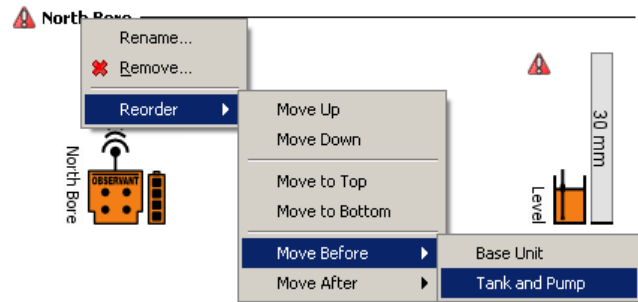 North Bore
Rename...
Remove...
Reorder
Move Up
Move Down
Move to Top
Move to Bottom
Move Before
Move After
Base Unit
Tank and Pump
North Bore
OBSERVANT
Level
30 mm